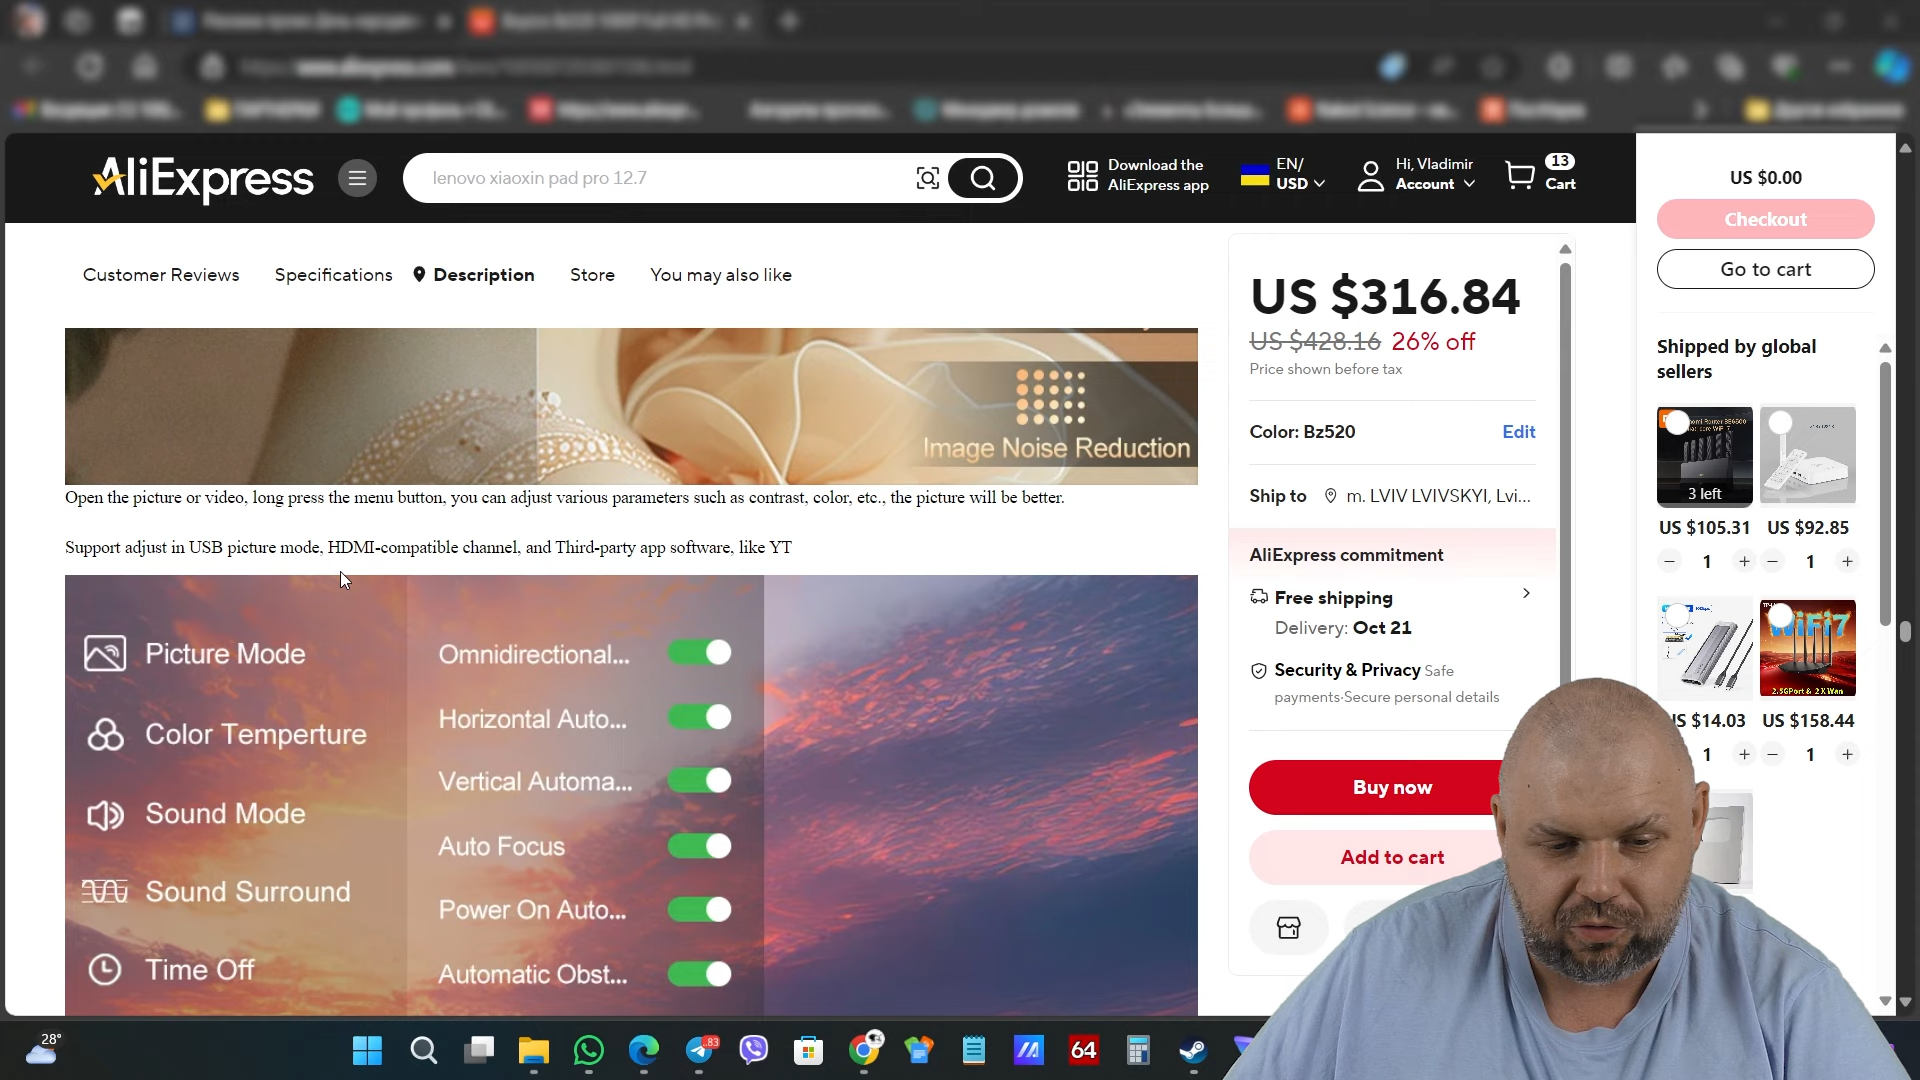 AliExpress
lenovo xiaoxin pad pro 12.7
Download the
AliExpress app
EN/
USD
Hi, Vladimir
Account
13
Cart
US $0.00
Checkout
Go to cart
Customer Reviews
Specifications
Description
Store
You may also like
Image Noise Reduction
Open the picture or video, long press the menu button, you can adjust various parameters such as contrast, color, etc., the picture will be better.
Support adjust in USB picture mode, HDMI-compatible channel, and Third-party app software, like YT
Picture Mode
Color Temperture
Sound Mode
Sound Surround
Time Off
Omnidirectional...
Horizontal Auto...
Vertical Automa...
Auto Focus
Power On Auto...
Automatic Obst...
US $316.84
US $428.16 26% off
Price shown before tax
Color: Bz520
Edit
Ship to
m. LVIV LVIVSKYI, Lvi...
AliExpress commitment
Free shipping
Delivery: Oct 21
Security & Privacy Safe
payments·Secure personal details
Buy now
Add to cart
Shipped by global
sellers
3 left
US $105.31
US $92.85
1
1
WiFi7
2.5GPort & 2XWan
US $14.03
US $158.44
1
1
28°
83
64